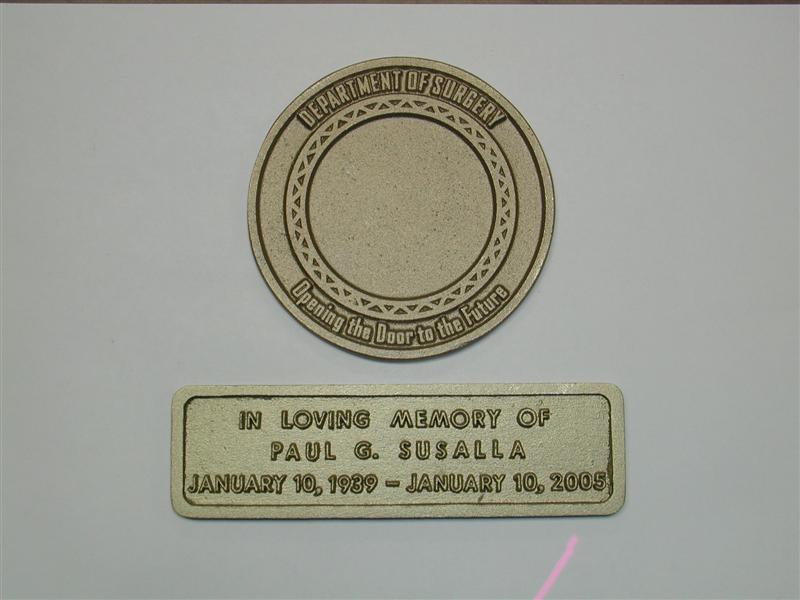 DEPARTMENT OF SURGERY
Opening the Door to the Future
IN LOVING MEMORY OF
PAUL G. SUSALLA
JANUARY 10, 1939 – JANUARY 10, 2005